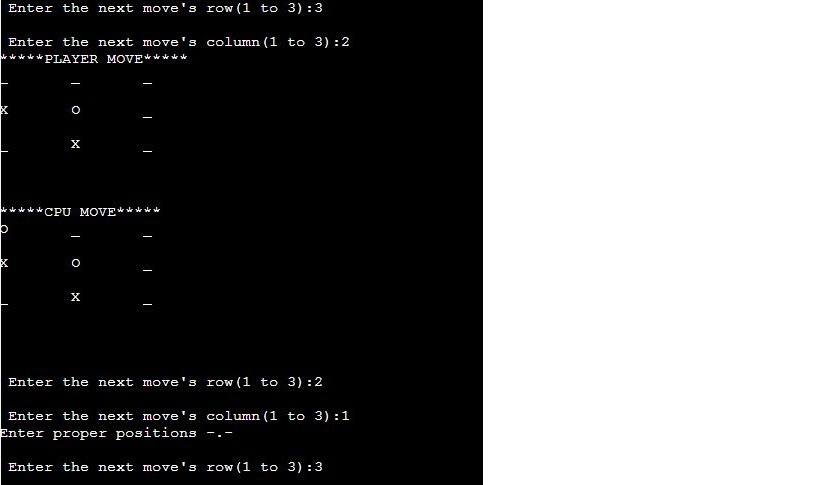 Enter the next move's row(1 to 3):3
Enter the next move's column(1 to 3):2
*****PLAYER MOVE*****
_ _ _
X O _
_ X _
*****CPU MOVE*****
O _ _
X O _
_ X _
Enter the next move's row(1 to 3):2
Enter the next move's column(1 to 3):1
Enter proper positions -.-
Enter the next move's row(1 to 3):3